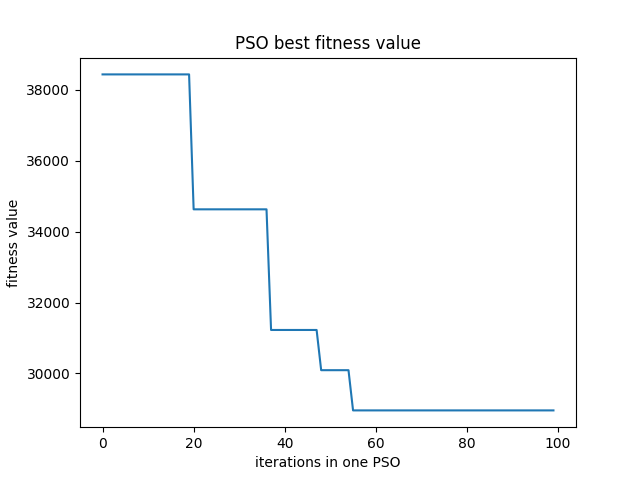 PSO best fitness value
38000
36000
34000
32000
30000
fitness value
0 20 40 60 80 100
iterations in one PSO